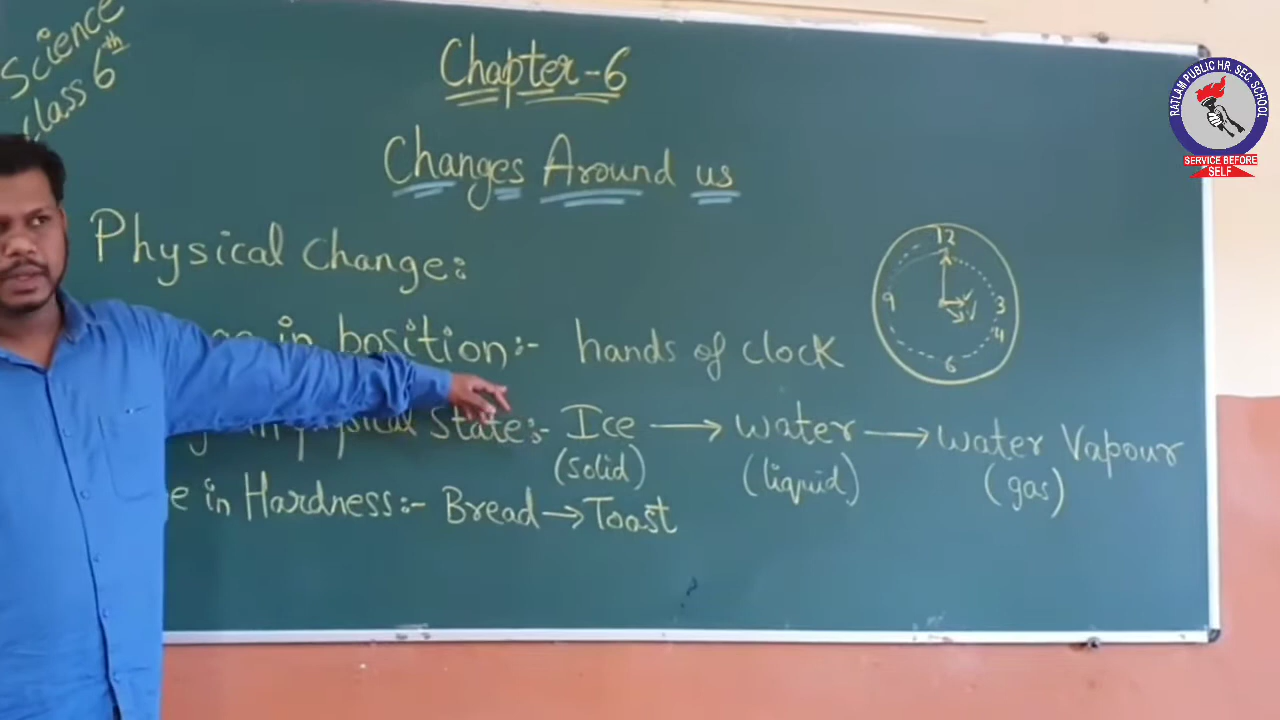 Science
Class 6th
Chapter-6
Changes Around us
Physical Change:
in position:- hands of clock
12
3
4
6
9
State:- Ice → water → water Vapour
(solid) (liquid) (gas)
in Hardness:- Bread → Toast
RATLAM PUBLIC HR. SEC. SCHOOL
SERVICE BEFORE
SELF